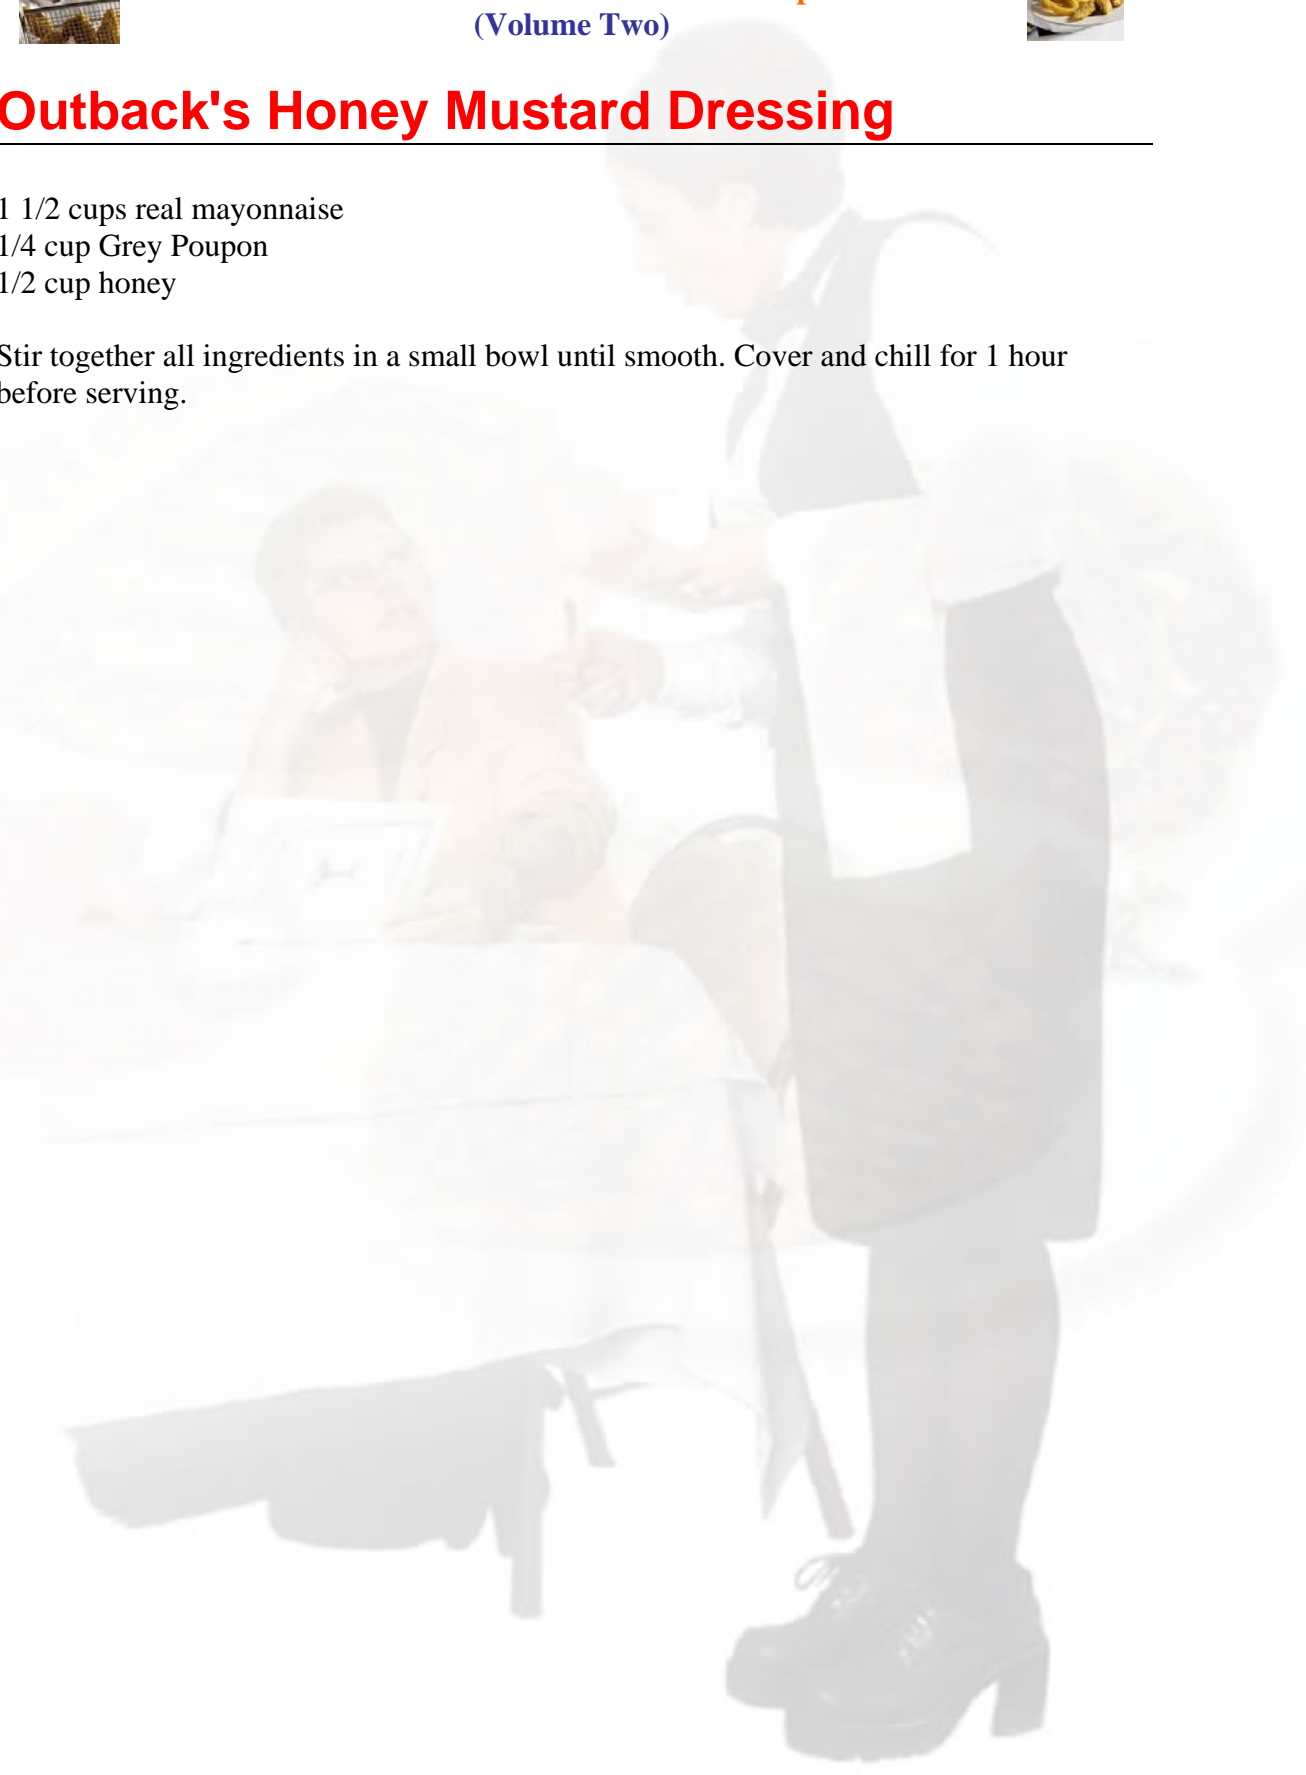 (Volume Two)
Outback's Honey Mustard Dressing
1 1/2 cups real mayonnaise
1/4 cup Grey Poupon
1/2 cup honey
Stir together all ingredients in a small bowl until smooth. Cover and chill for 1 hour
before serving.